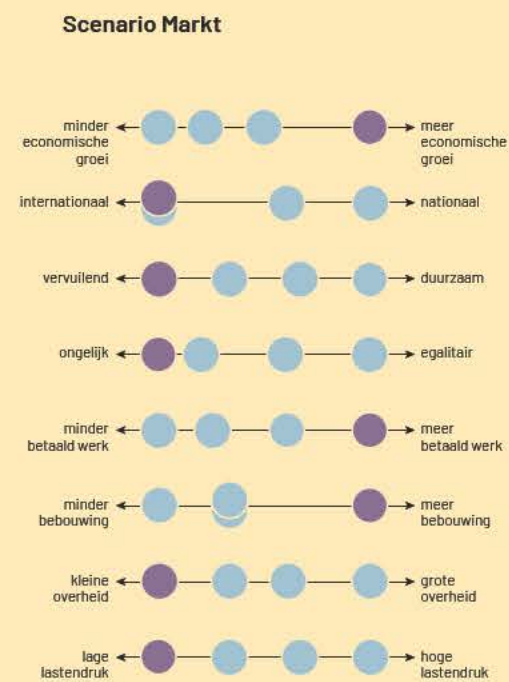 Scenario Markt
minder
economische
groei
meer
economische
groei
internationaal
nationaal
vervuilend
duurzaam
ongelijk
egalitair
minder
betaald werk
meer
betaald werk
minder
bebouwing
meer
bebouwing
kleine
overheid
grote
overheid
lage
lastendruk
hoge
lastendruk